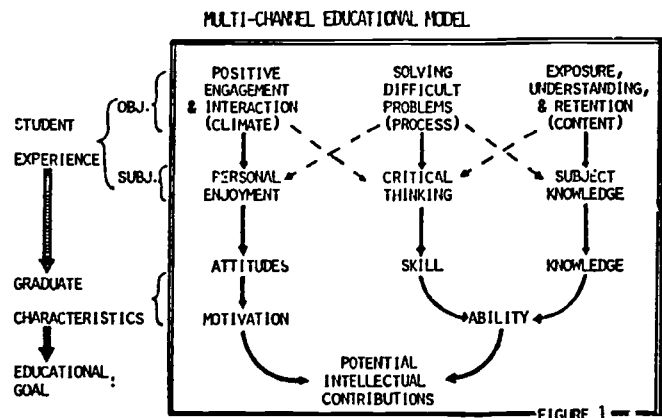 MULTI-CHANNEL EDUCATIONAL MODEL
POSITIVE
ENGAGEMENT
& INTERACTION
(CLIMATE)
SOLVING
DIFFICULT
PROBLEMS
(PROCESS)
EXPOSURE,
UNDERSTANDING,
& RETENTION
(CONTENT)
OBJ.
STUDENT
EXPERIENCE
SUBJ.
PERSONAL
ENJOYMENT
CRITICAL
THINKING
SUBJECT
KNOWLEDGE
ATTITUDES
SKILL
KNOWLEDGE
GRADUATE
CHARACTERISTICS
MOTIVATION
ABILITY
EDUCATIONAL
GOAL :
POTENTIAL
INTELLECTUAL
CONTRIBUTIONS
FIGURE 1